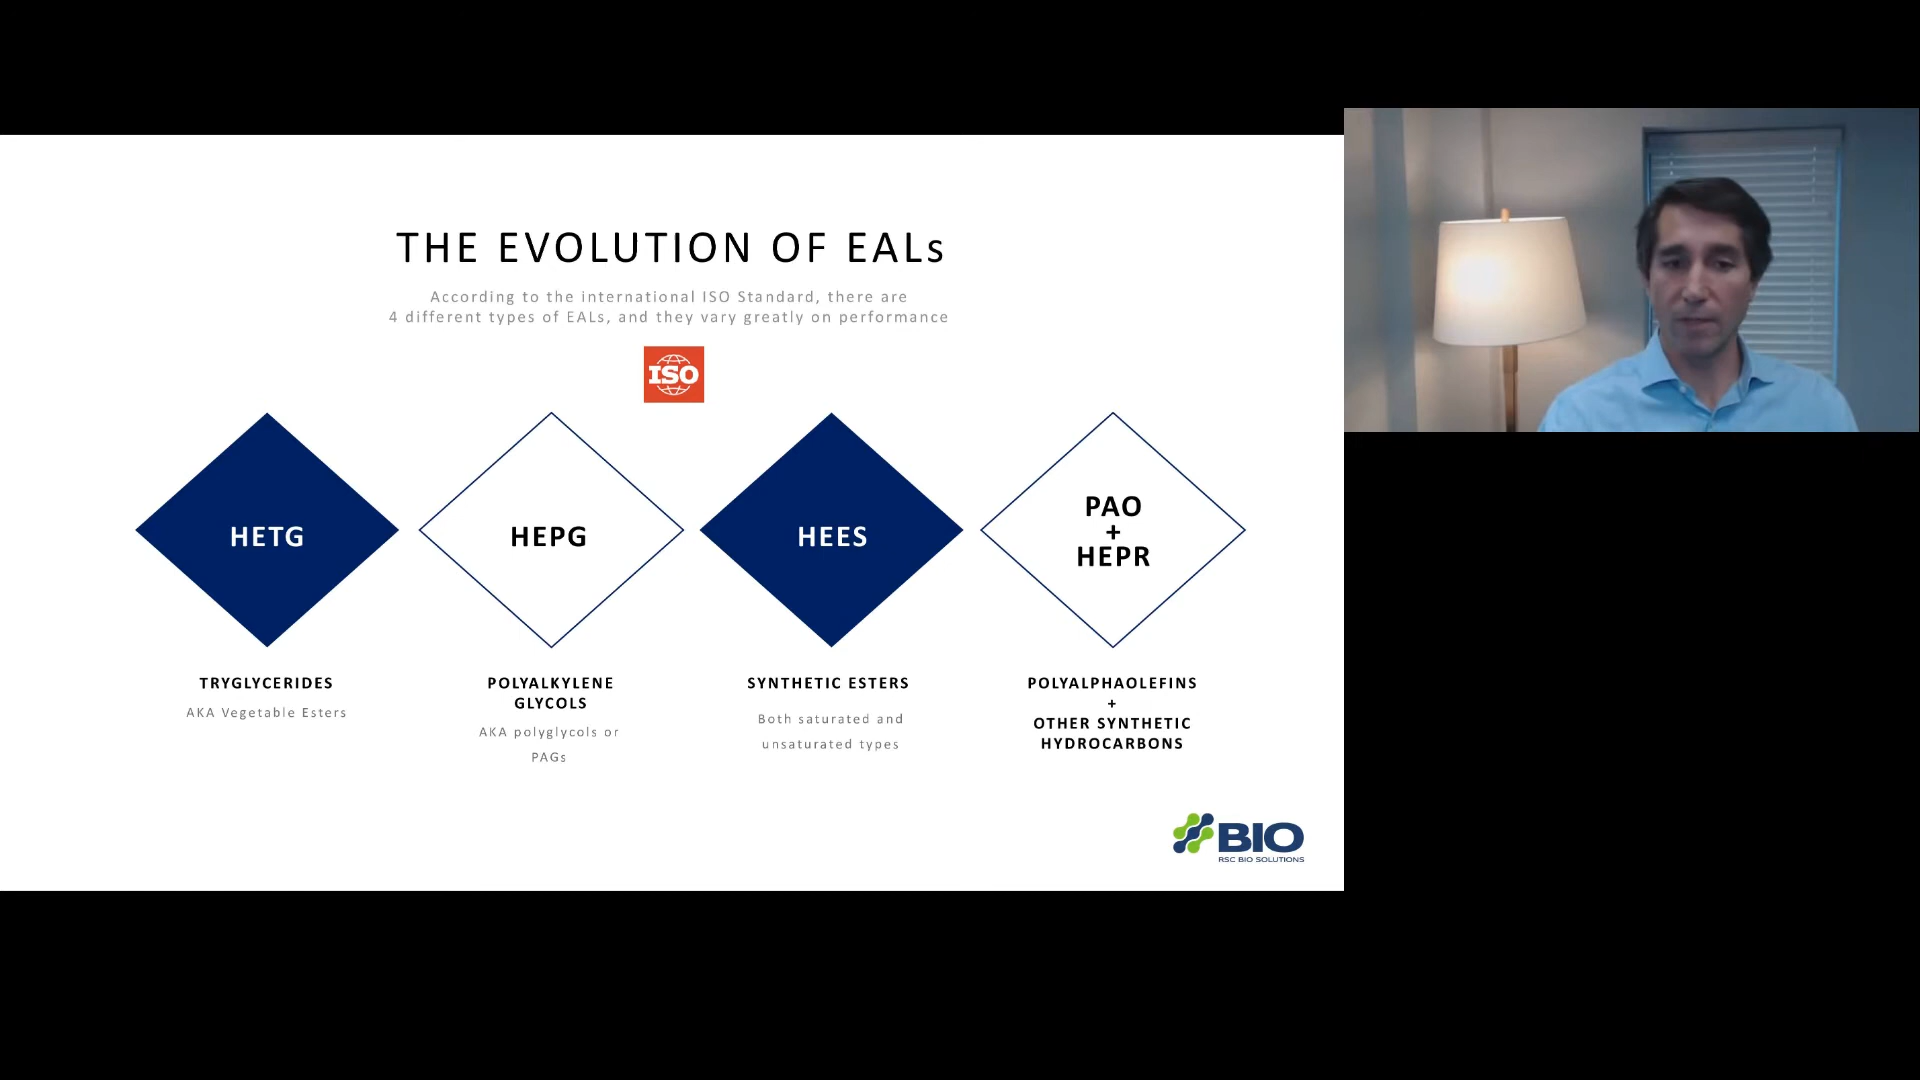 THE EVOLUTION OF EALs
According to the international ISO Standard, there are
4 different types of EALs, and they vary greatly on performance
ISO
HETG
HEPG
HEES
PAO
+
HEPR
TRYGLYCERIDES
AKA Vegetable Esters
POLYALKYLENE
GLYCOLS
AKA polyglycols or
PAGs
SYNTHETIC ESTERS
Both saturated and
unsaturated types
POLYALPHAOLEFINS
+
OTHER SYNTHETIC
HYDROCARBONS
BIO
RSC BIO SOLUTIONS